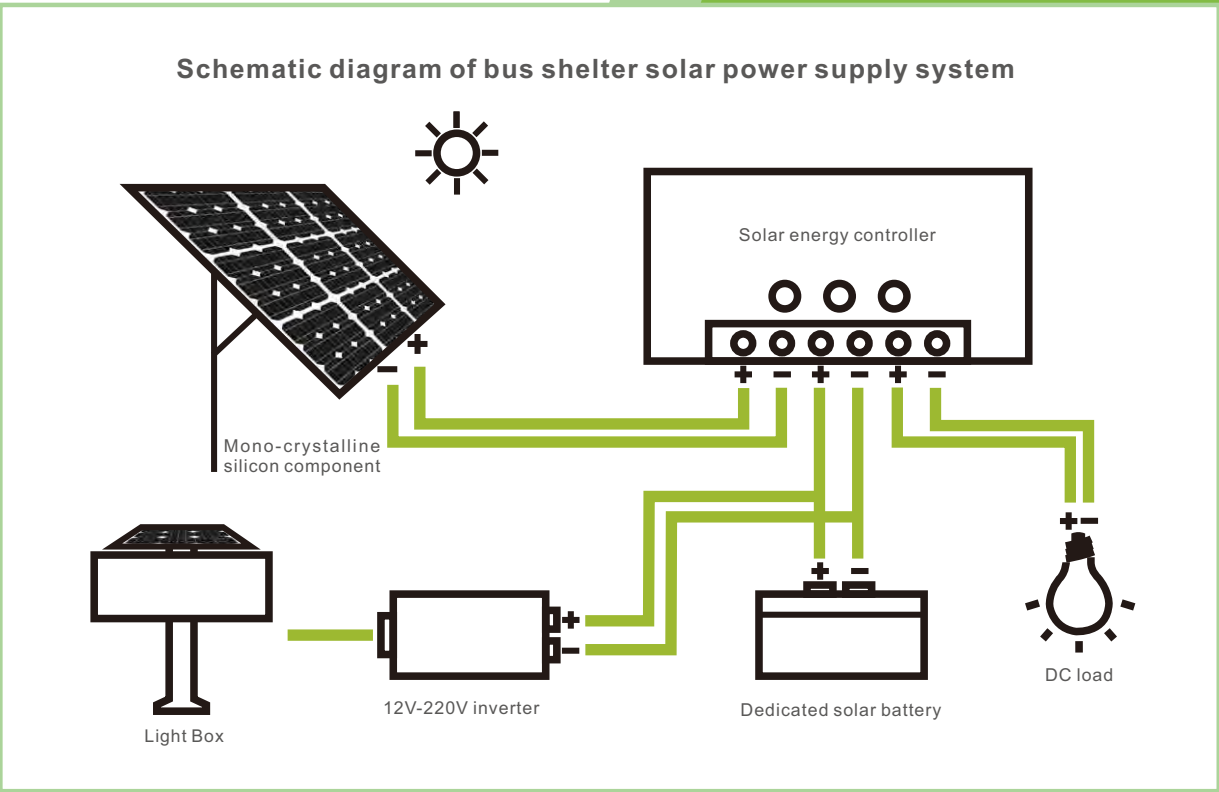 Schematic diagram of bus shelter solar power supply system
Solar energy controller
+ - + - + -
+
-
Mono-crystalline
silicon component
+ -
+ -
+
-
DC load
12V-220V inverter
Dedicated solar battery
Light Box